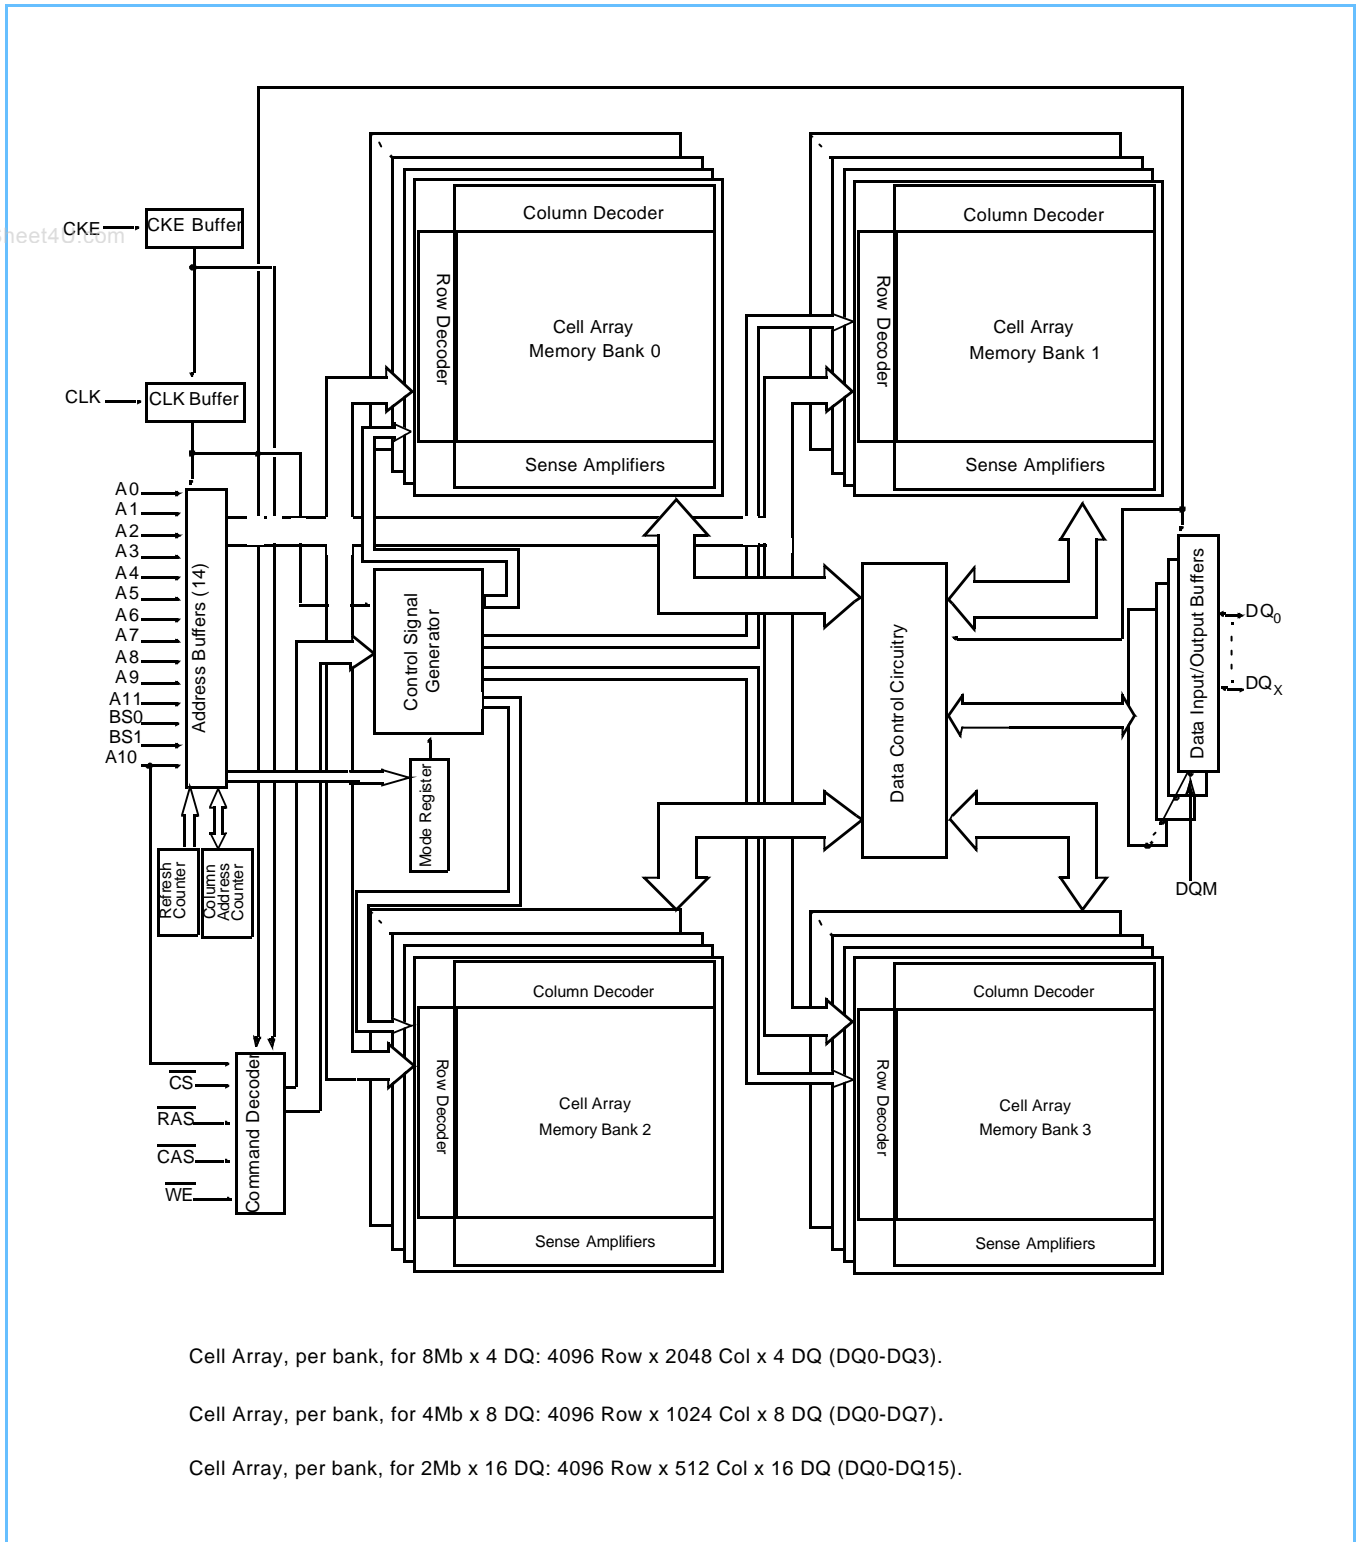 Column Decoder
Row Decoder
Cell Array
Memory Bank 0
Sense Amplifiers
Column Decoder
Row Decoder
Cell Array
Memory Bank 1
Sense Amplifiers
CKE
CKE Buffer
heet4U.com
CLK
CLK Buffer
A0
A1
A2
A3
A4
A5
A6
A7
A8
A9
A11
BS0
BS1
A10
Address Buffers (14)
Refresh
Counter
Column
Address
Counter
Control Signal
Generator
Mode Register
Data Control Circuitry
Data Input/Output Buffers
DQ0
DQX
DQM
CS
RAS
CAS
WE
Command Decoder
Column Decoder
Row Decoder
Cell Array
Memory Bank 2
Sense Amplifiers
Column Decoder
Row Decoder
Cell Array
Memory Bank 3
Sense Amplifiers
Cell Array, per bank, for 8Mb x 4 DQ: 4096 Row x 2048 Col x 4 DQ (DQ0-DQ3).
Cell Array, per bank, for 4Mb x 8 DQ: 4096 Row x 1024 Col x 8 DQ (DQ0-DQ7).
Cell Array, per bank, for 2Mb x 16 DQ: 4096 Row x 512 Col x 16 DQ (DQ0-DQ15).